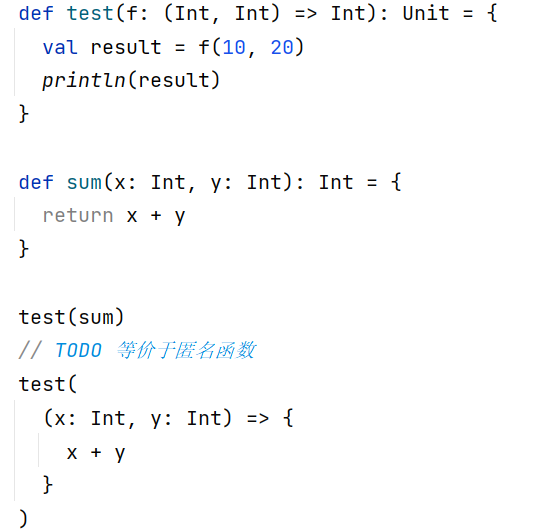 def test(f: (Int, Int) => Int): Unit = {
  val result = f(10, 20)
  println(result)
}
def sum(x: Int, y: Int): Int = {
  return x + y
}
test(sum)
// TODO 等价于匿名函数
test(
  (x: Int, y: Int) => {
    x + y
  }
)